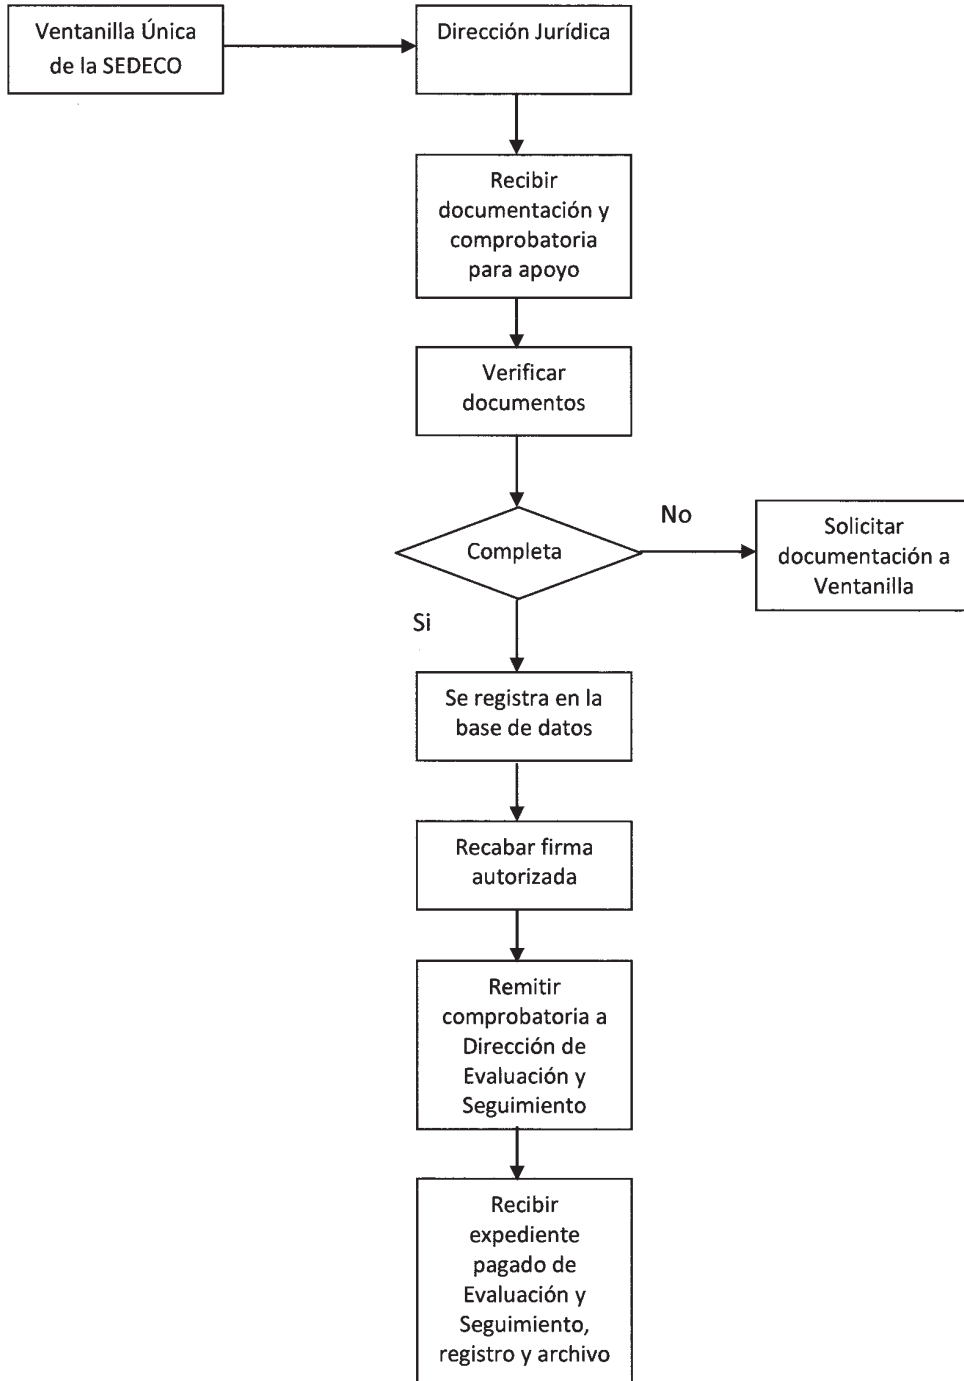 Ventanilla Única
de la SEDECO
Dirección Jurídica
Recibir
documentación y
comprobatoria
para apoyo
Verificar
documentos
Completa
No
Solicitar
documentación a
Ventanilla
Si
Se registra en la
base de datos
Recabar firma
autorizada
Remitir
comprobatoria a
Dirección de
Evaluación y
Seguimiento
Recibir
expediente
pagado de
Evaluación y
Seguimiento,
registro y archivo